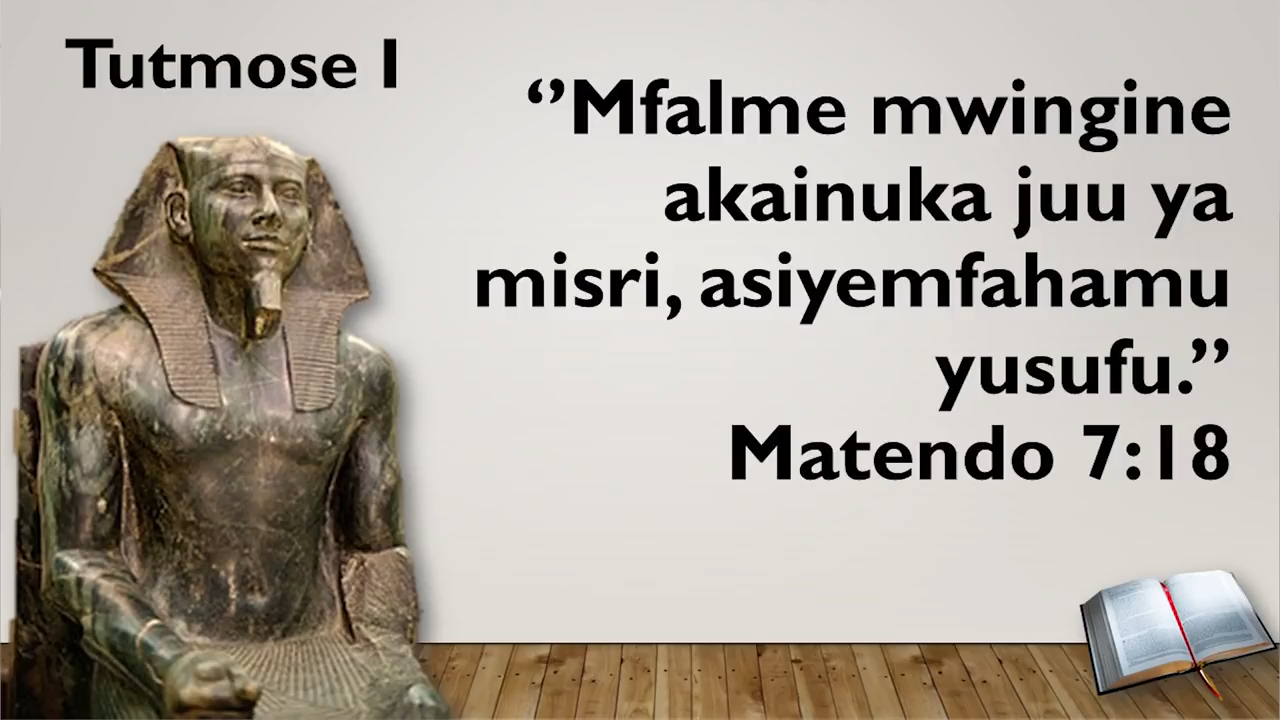 Tutmose I
‘’Mfalme mwingine
akainuka juu ya
misri, asiyemfahamu
yusufu.’’
Matendo 7:18